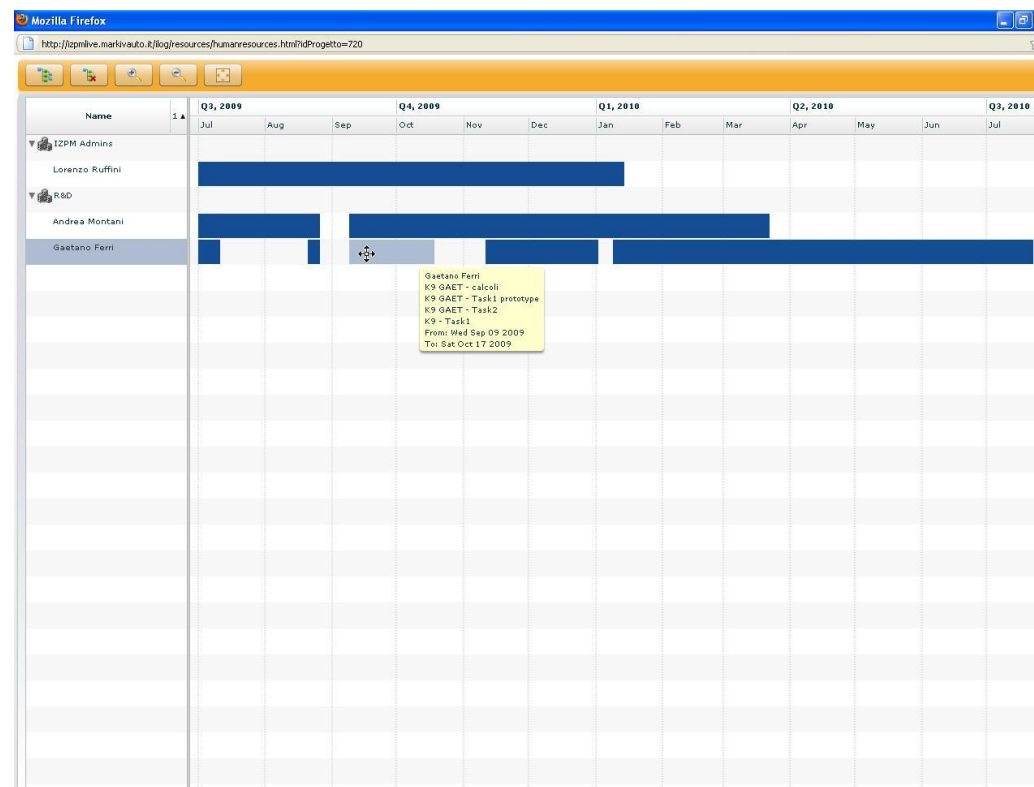 Mozilla Firefox
http://izpmlive.markivauto.it/ilog/resources/humanresources.html?idProgetto=720
Name 1
Q3, 2009 Q4, 2009 Q1, 2010 Q2, 2010 Q3, 2010
Jul Aug Sep Oct Nov Dec Jan Feb Mar Apr May Jun Jul
IZPM Admins
Lorenzo Ruffini
R&D
Andrea Montani
Gaetano Ferri
Gaetano Ferri
K9 GAET - calcoli
K9 GAET - Task1 prototype
K9 GAET - Task2
K9 - Task1
From: Wed Sep 09 2009
To: Sat Oct 17 2009